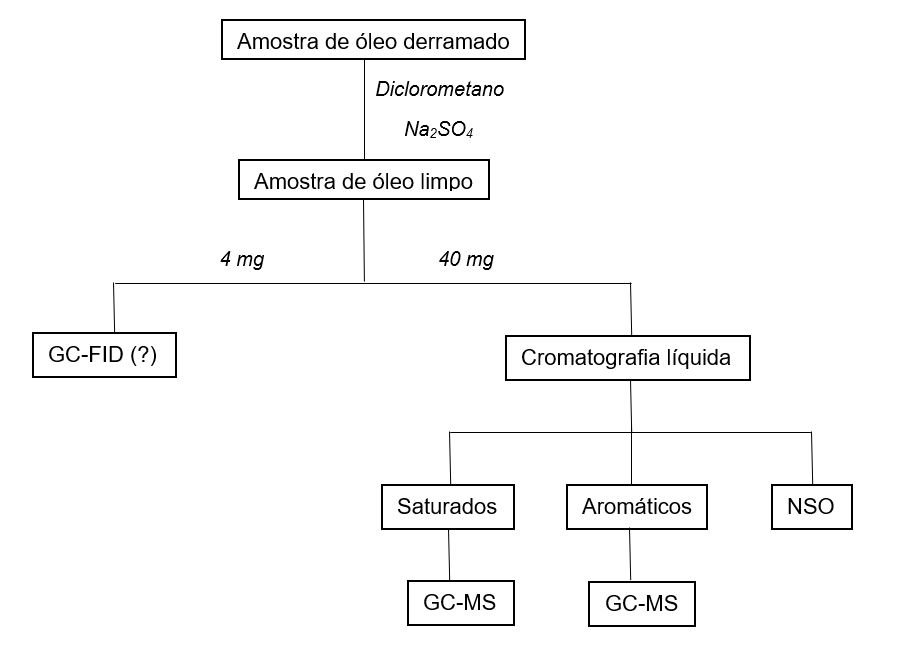 Amostra de óleo derramado
Diclorometano
Na₂SO₄
Amostra de óleo limpo
4 mg
40 mg
GC-FID (?)
Cromatografia líquida
Saturados
Aromáticos
NSO
GC-MS
GC-MS